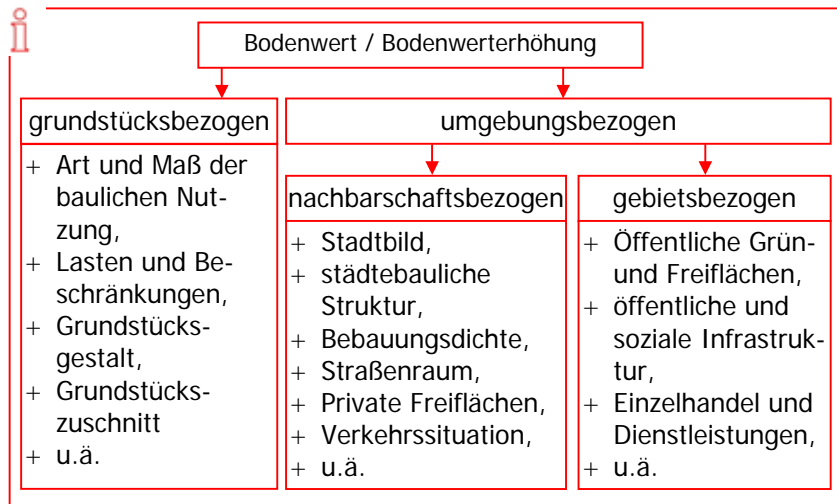 Bodenwert / Bodenwerterhöhung
grundstücksbezogen
+ Art und Maß der
baulichen Nut-
zung,
+ Lasten und Be-
schränkungen,
+ Grundstücks-
gestalt,
+ Grundstücks-
zuschnitt
+ u.ä.
umgebungsbezogen
nachbarschaftsbezogen
+ Stadtbild,
+ städtebauliche
Struktur,
+ Bebauungsdichte,
+ Straßenraum,
+ Private Freiflächen,
+ Verkehrssituation,
+ u.ä.
gebietsbezogen
+ Öffentliche Grün-
und Freiflächen,
+ öffentliche und
soziale Infrastruk-
tur,
+ Einzelhandel und
Dienstleistungen,
+ u.ä.